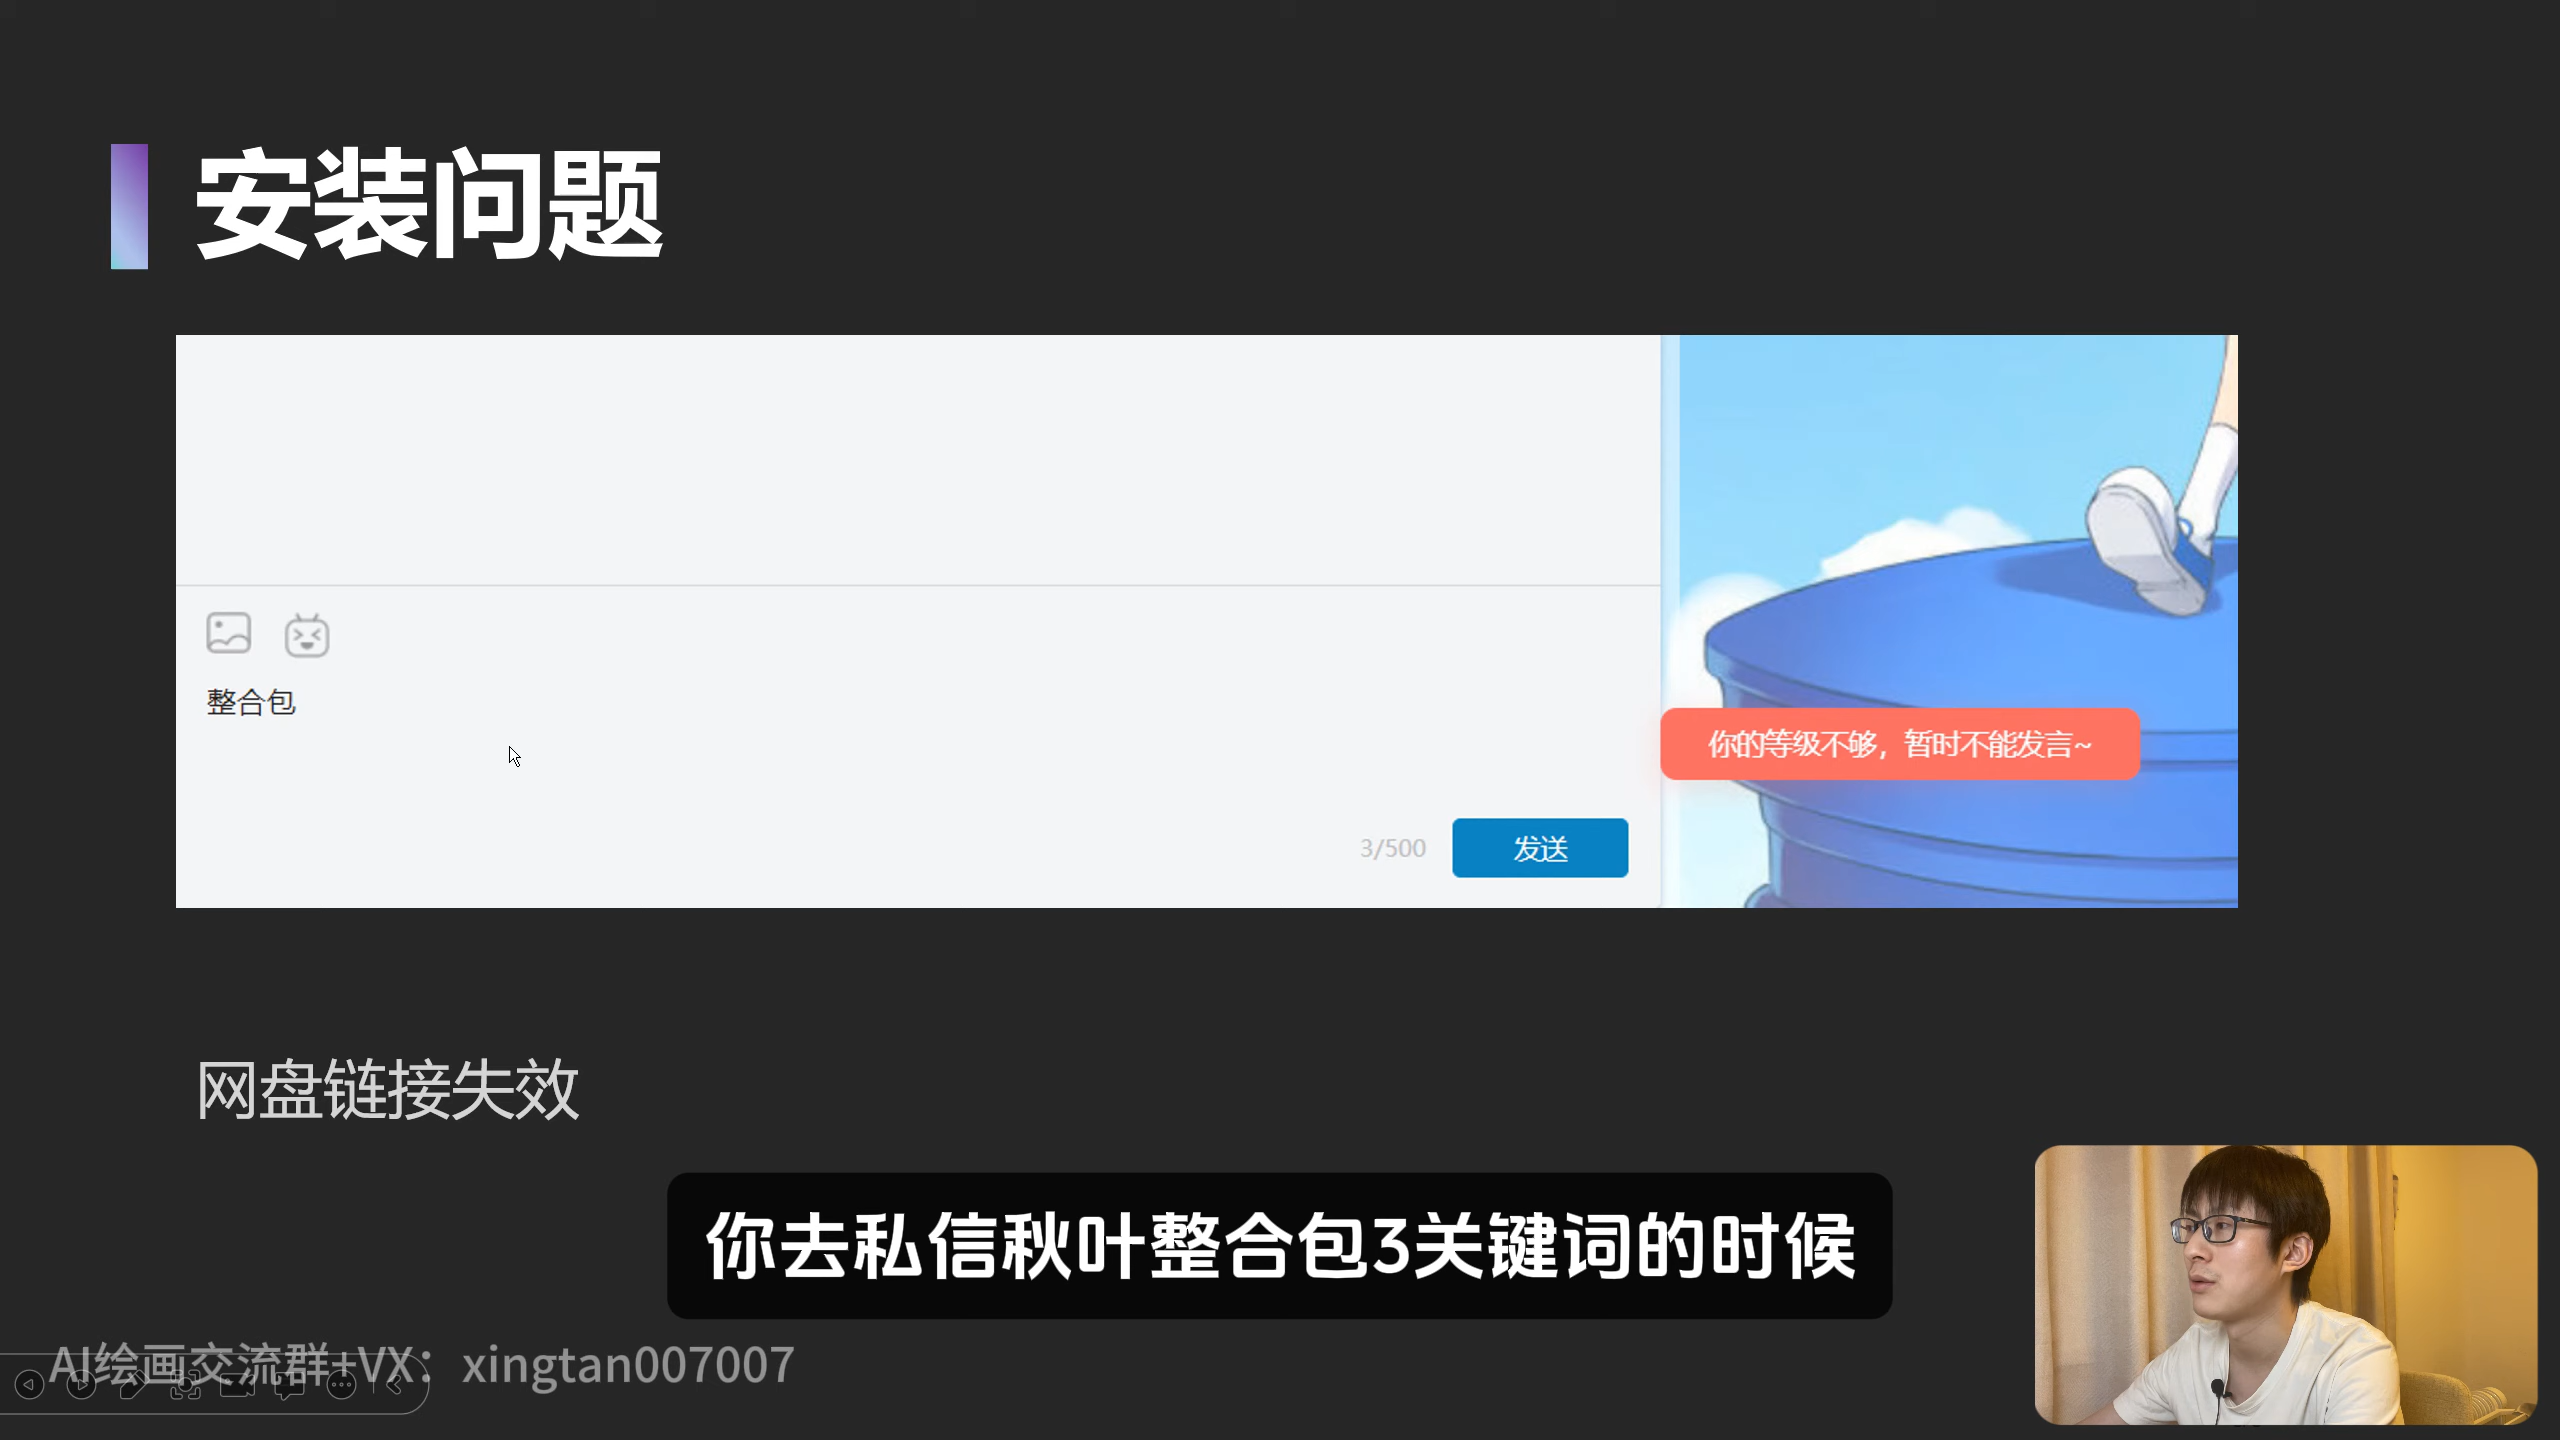 安装问题
整合包
你的等级不够，暂时不能发言~
3/500
发送
网盘链接失效
你去私信秋叶整合包3关键词的时候
AI绘画交流群+VX：xingtan007007